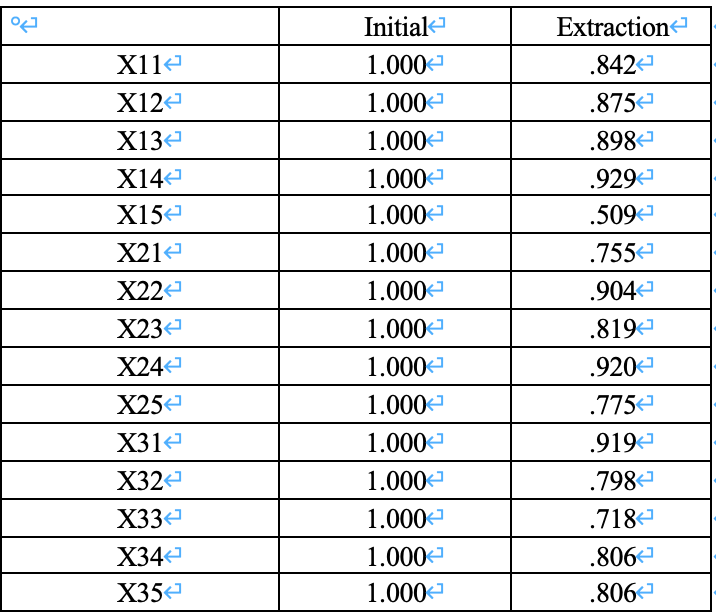 Initial Extraction
X11 1.000 .842
X12 1.000 .875
X13 1.000 .898
X14 1.000 .929
X15 1.000 .509
X21 1.000 .755
X22 1.000 .904
X23 1.000 .819
X24 1.000 .920
X25 1.000 .775
X31 1.000 .919
X32 1.000 .798
X33 1.000 .718
X34 1.000 .806
X35 1.000 .806